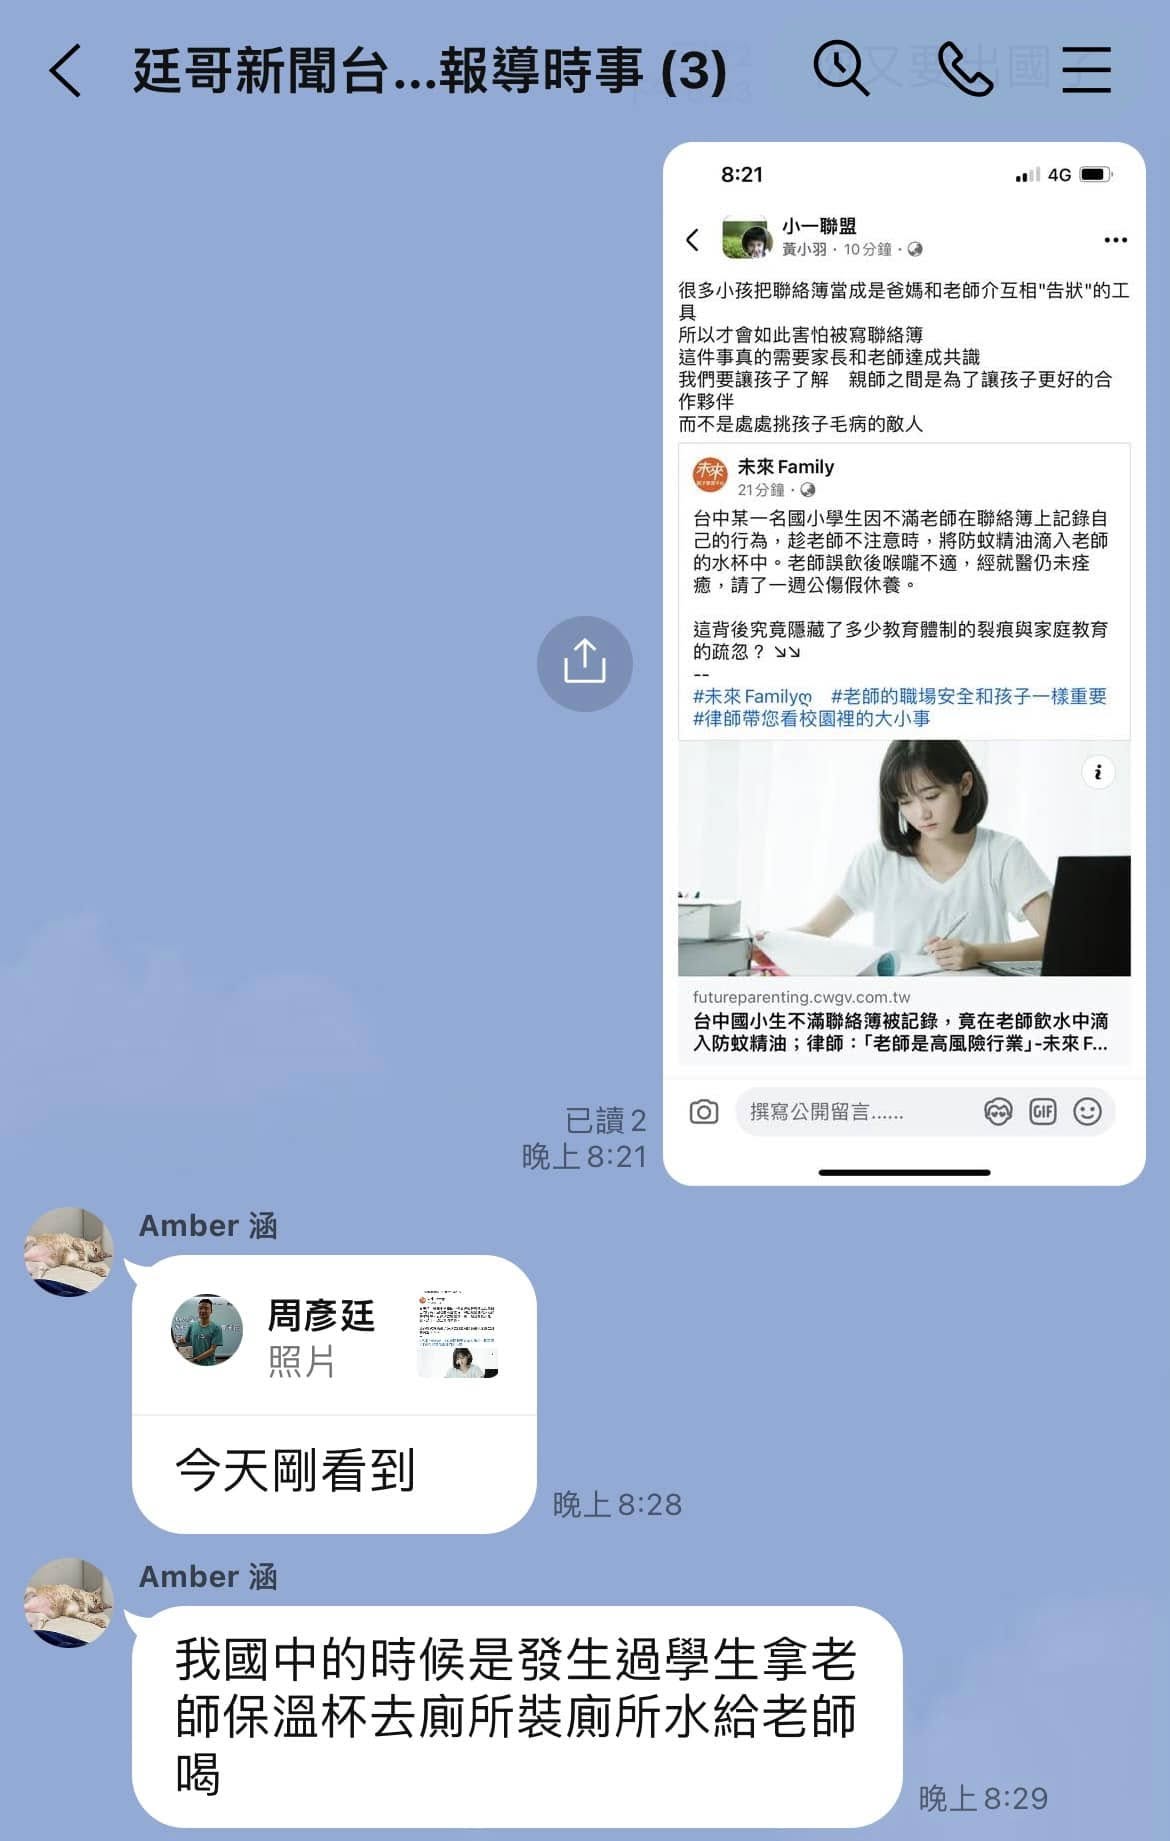 廷哥新聞台...報導時事 (3)
8:21
4G
小一聯盟
黃小羽・10分鐘・
很多小孩把聯絡簿當成是爸媽和老師介互相"告狀"的工
具
所以才會如此害怕被寫聯絡簿
這件事真的需要家長和老師達成共識
我們要讓孩子了解　親師之間是為了讓孩子更好的合
作夥伴
而不是處處挑孩子毛病的敵人
未來
未來 Family
21分鐘・
台中某一名國小學生因不滿老師在聯絡簿上記錄自
己的行為，趁老師不注意時，將防蚊精油滴入老師
的水杯中。老師誤飲後喉嚨不適，經就醫仍未痊
癒，請了一週公傷假休養。
這背後究竟隱藏了多少教育體制的裂痕與家庭教育
的疏忽？ ↘↘
--
#未來Familyღ　#老師的職場安全和孩子一樣重要
#律師帶您看校園裡的大小事
futureparenting.cwgv.com.tw
台中國小生不滿聯絡簿被記錄，竟在老師飲水中滴
入防蚊精油；律師：「老師是高風險行業」-未來 F...
撰寫公開留言......
GIF
已讀 2
晚上 8:21
Amber 涵
周彥廷
照片
今天剛看到
晚上 8:28
Amber 涵
我國中的時候是發生過學生拿老
師保溫杯去廁所裝廁所水給老師
喝
晚上 8:29